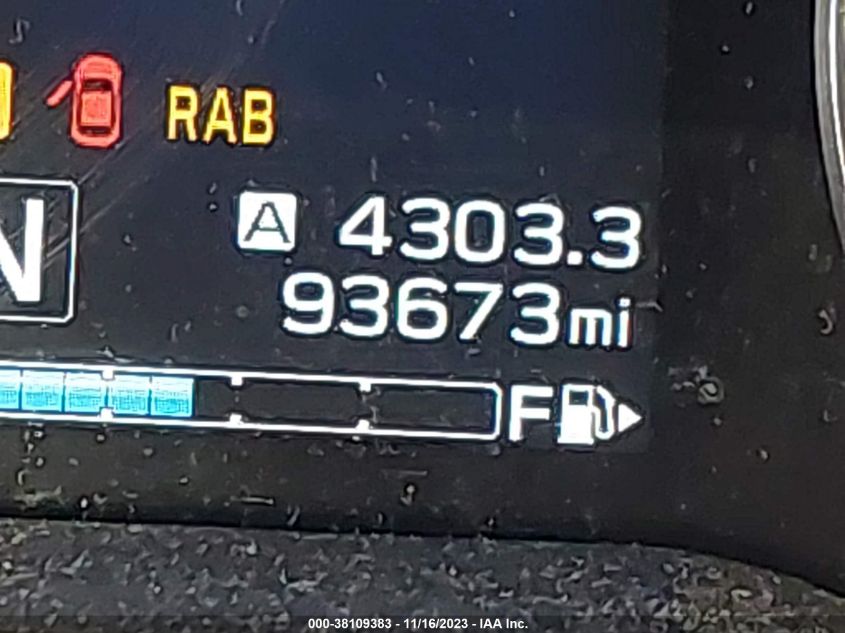 RAB
N
A 4303.3
93673mi
F
000-38109383 - 11/16/2023 - IAA Inc.